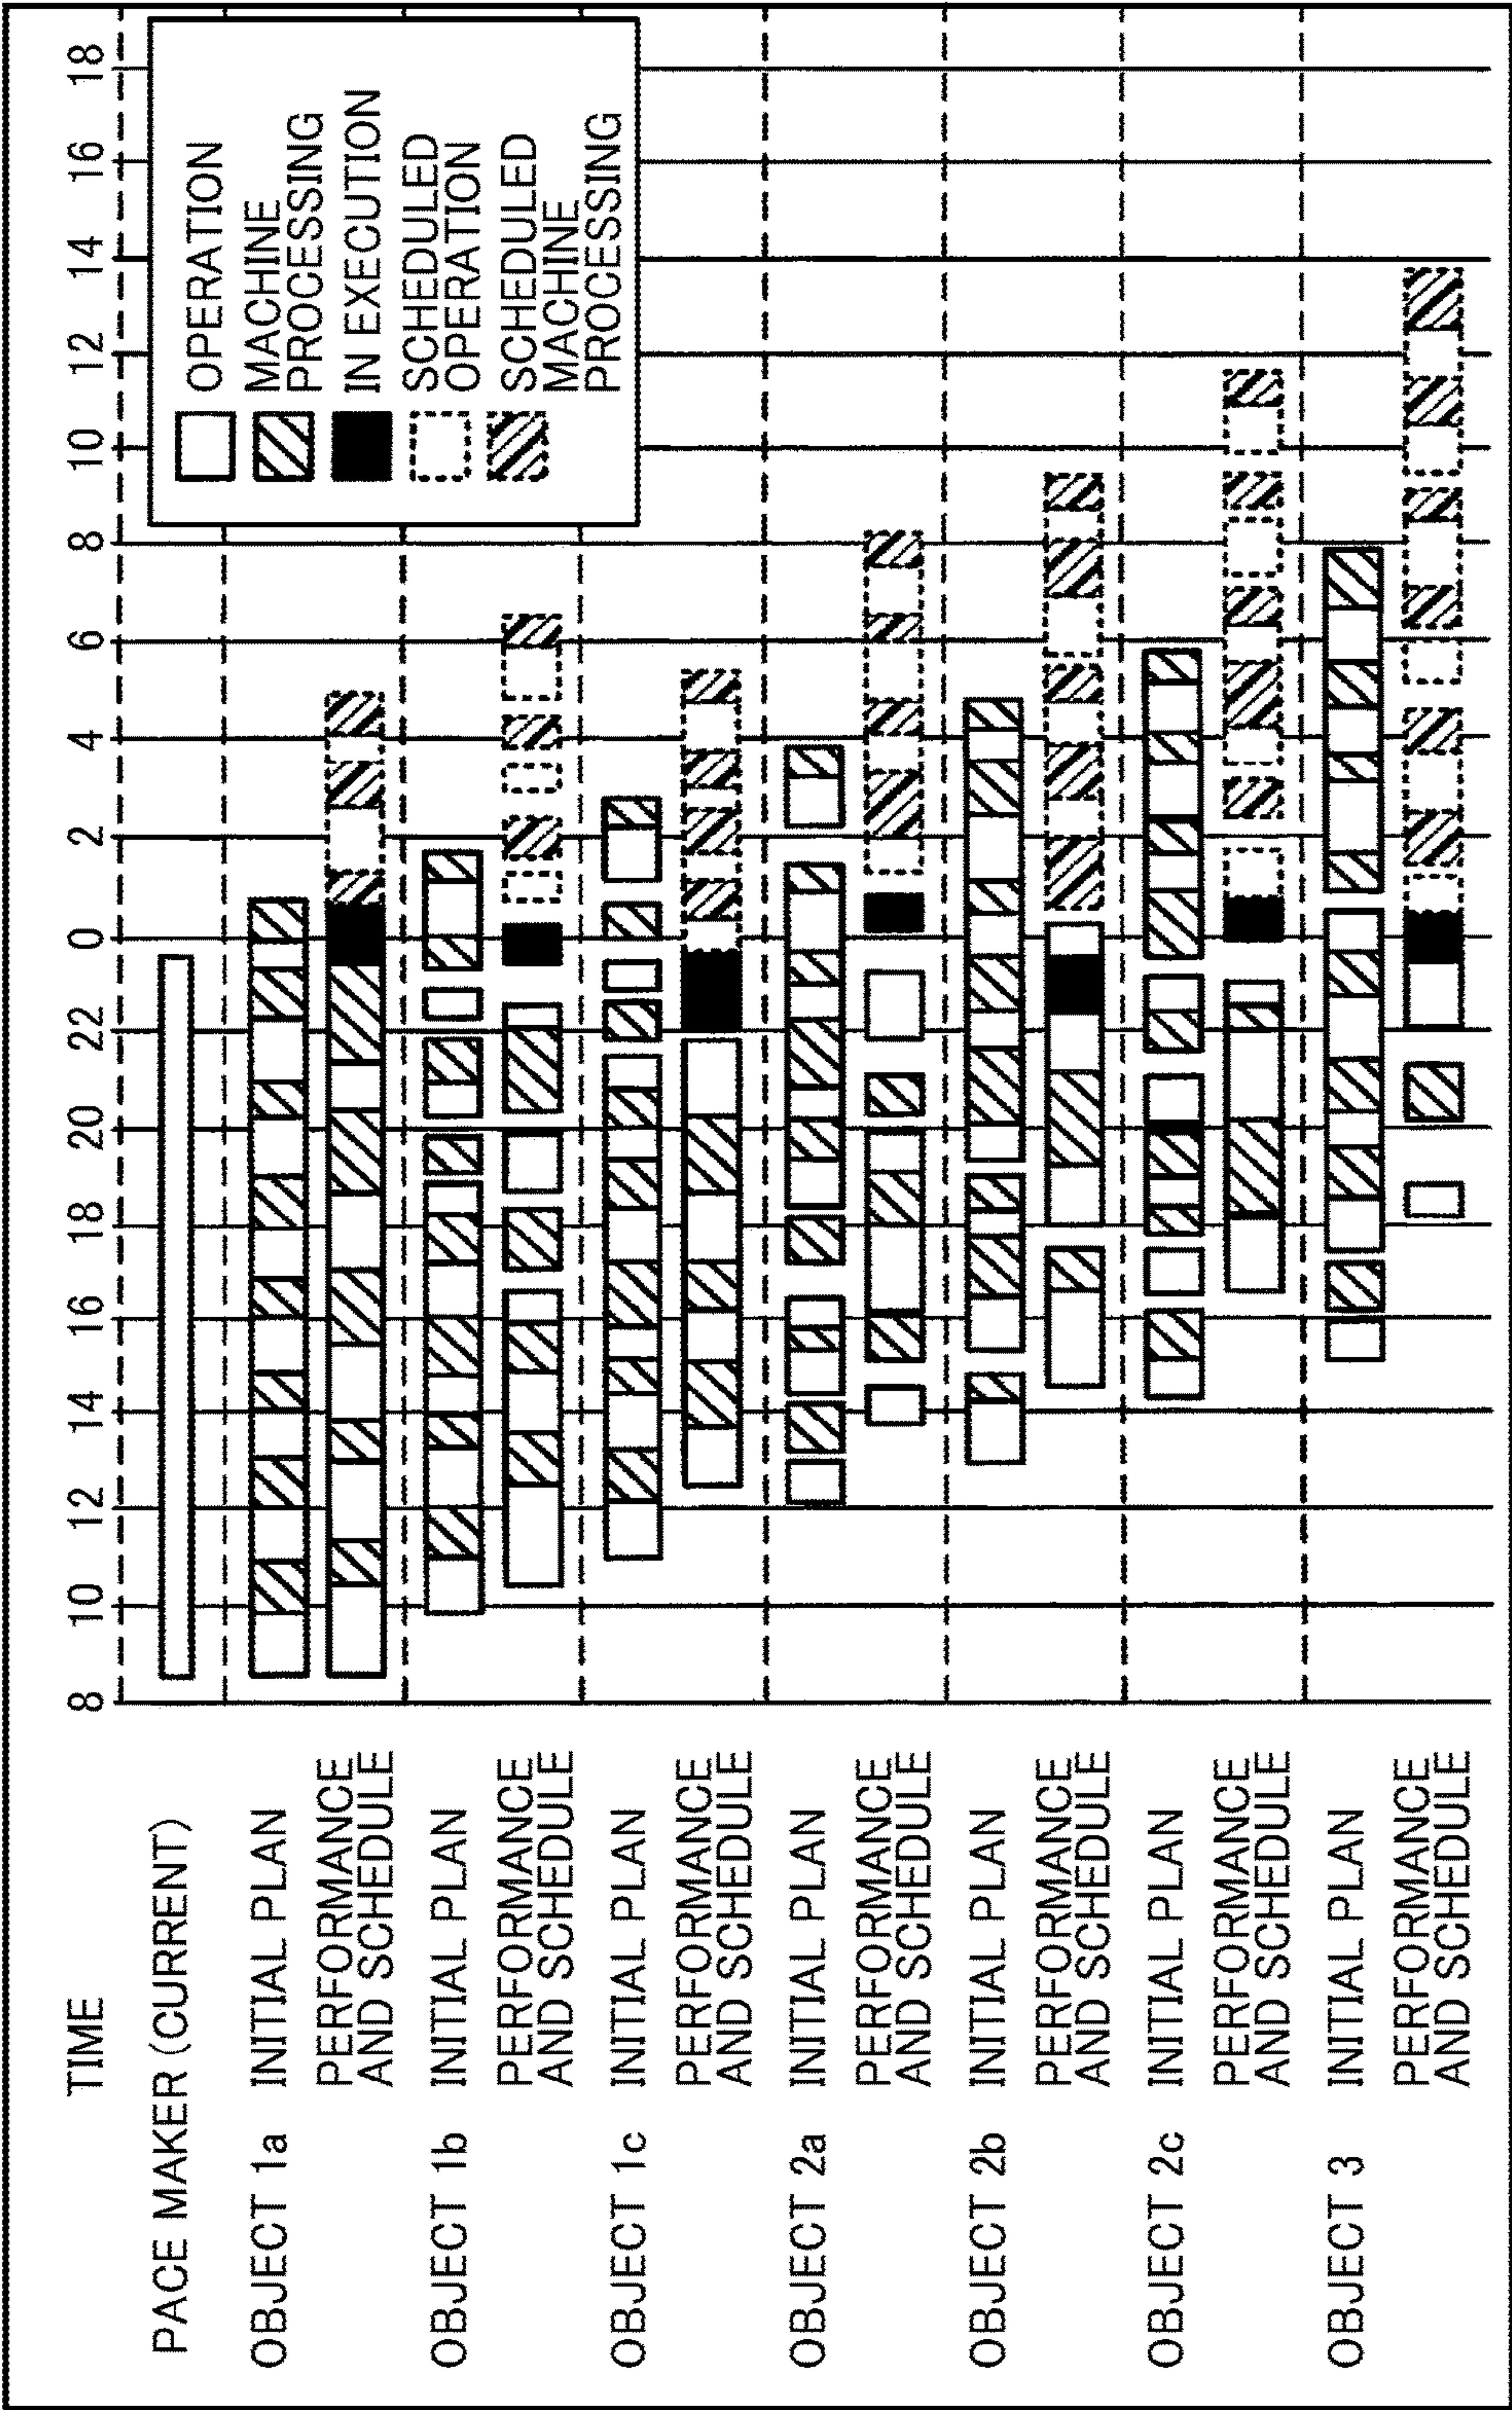 TIME 8 10 12 14 16 18 20 22 0 2 4 6 8 10 12 14 16 18
PACE MAKER (CURRENT)
OBJECT 1a INITIAL PLAN
PERFORMANCE
AND SCHEDULE
OBJECT 1b INITIAL PLAN
PERFORMANCE
AND SCHEDULE
OBJECT 1c INITIAL PLAN
PERFORMANCE
AND SCHEDULE
OBJECT 2a INITIAL PLAN
PERFORMANCE
AND SCHEDULE
OBJECT 2b INITIAL PLAN
PERFORMANCE
AND SCHEDULE
OBJECT 2c INITIAL PLAN
PERFORMANCE
AND SCHEDULE
OBJECT 3 INITIAL PLAN
PERFORMANCE
AND SCHEDULE
OPERATION
MACHINE
PROCESSING
IN EXECUTION
SCHEDULED
OPERATION
SCHEDULED
MACHINE
PROCESSING